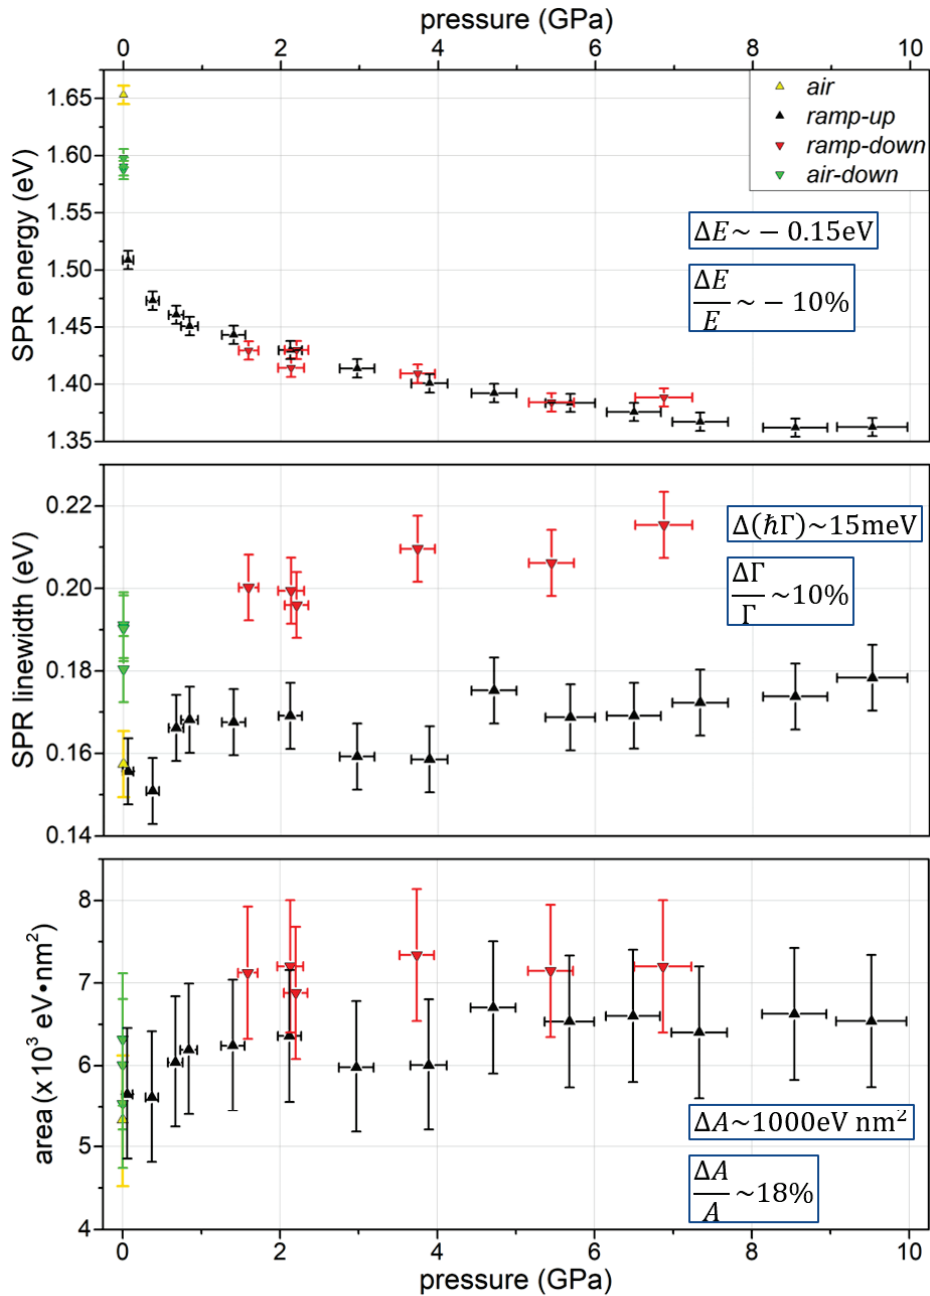 pressure (GPa)
0 2 4 6 8 10
1.65
1.60
1.55
1.50
1.45
1.40
1.35
SPR energy (eV)
air
ramp-up
ramp-down
air-down
ΔE ~ − 0.15eV
ΔE/E ~ − 10%
0.22
0.20
0.18
0.16
0.14
SPR linewidth (eV)
Δ(ℏΓ)~15meV
ΔΓ/Γ ~10%
8
7
6
5
4
area (x10³ eV•nm²)
ΔA~1000eV nm²
ΔA/A ~18%
0 2 4 6 8 10
pressure (GPa)